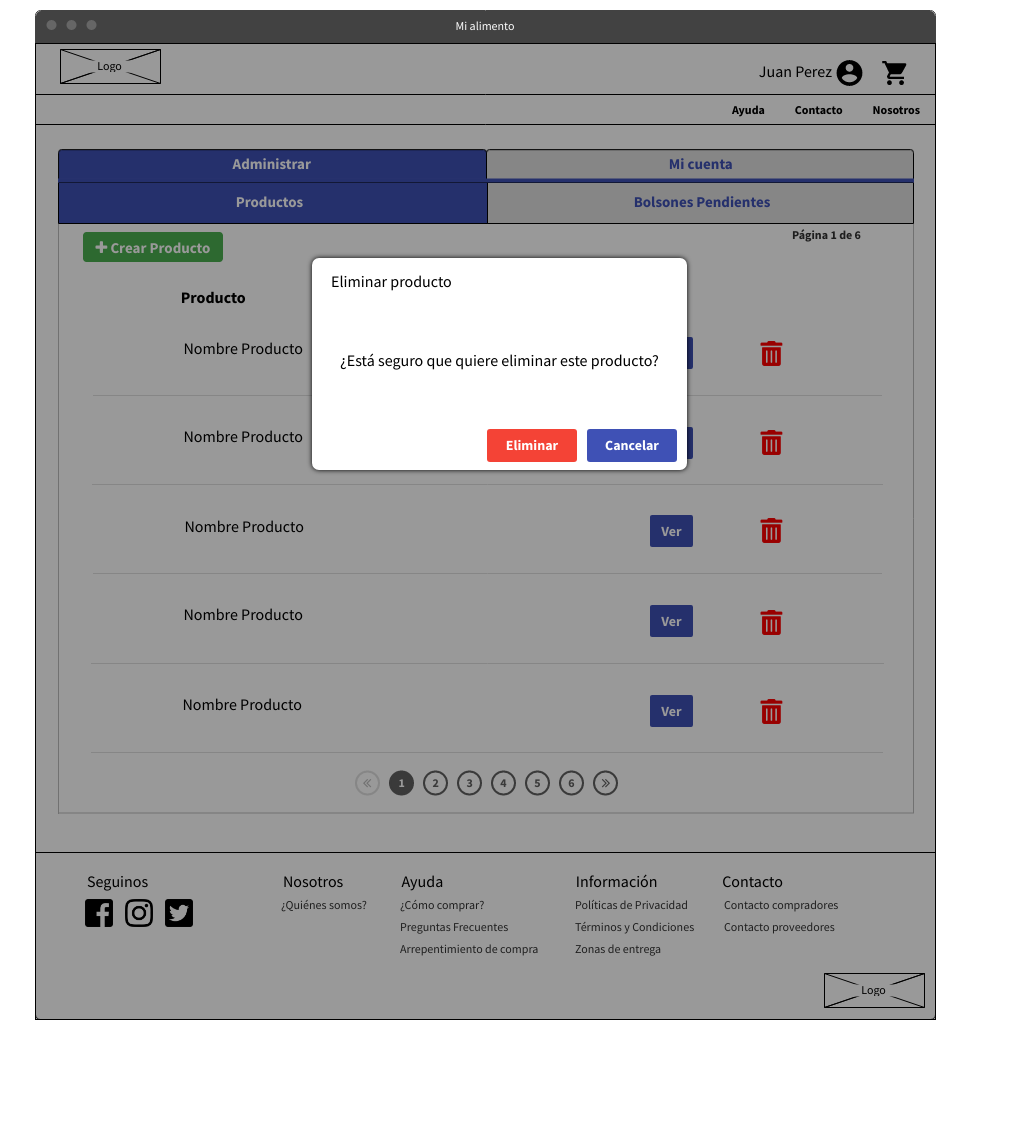 Mi alimento
Logo
Juan Perez
Ayuda Contacto Nosotros
Administrar Mi cuenta
Productos Bolsones Pendientes
Crear Producto
Página 1 de 6
Eliminar producto
Producto
Nombre Producto
¿Está seguro que quiere eliminar este producto?
Nombre Producto
Eliminar Cancelar
Nombre Producto Ver
Nombre Producto Ver
Nombre Producto Ver
« 1 2 3 4 5 6 »
Seguinos Nosotros Ayuda Información Contacto
¿Quiénes somos? ¿Cómo comprar? Políticas de Privacidad Contacto compradores
Preguntas Frecuentes Términos y Condiciones Contacto proveedores
Arrepentimiento de compra Zonas de entrega
Logo